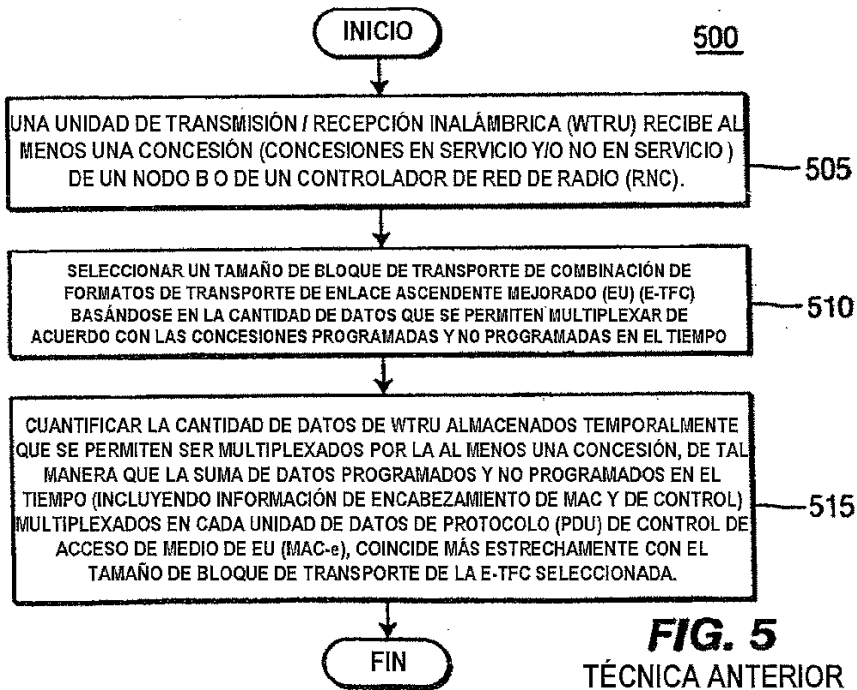 INICIO
500
UNA UNIDAD DE TRANSMISIÓN / RECEPCIÓN INALÁMBRICA (WTRU) RECIBE AL
MENOS UNA CONCESIÓN (CONCESIONES EN SERVICIO Y/O NO EN SERVICIO )
DE UN NODO B O DE UN CONTROLADOR DE RED DE RADIO (RNC).
505
SELECCIONAR UN TAMAÑO DE BLOQUE DE TRANSPORTE DE COMBINACIÓN DE
FORMATOS DE TRANSPORTE DE ENLACE ASCENDENTE MEJORADO (EU) (E-TFC)
BASÁNDOSE EN LA CANTIDAD DE DATOS QUE SE PERMITEN MULTIPLEXAR DE
ACUERDO CON LAS CONCESIONES PROGRAMADAS Y NO PROGRAMADAS EN EL TIEMPO
510
CUANTIFICAR LA CANTIDAD DE DATOS DE WTRU ALMACENADOS TEMPORALMENTE
QUE SE PERMITEN SER MULTIPLEXADOS POR LA AL MENOS UNA CONCESIÓN, DE TAL
MANERA QUE LA SUMA DE DATOS PROGRAMADOS Y NO PROGRAMADOS EN EL
TIEMPO (INCLUYENDO INFORMACIÓN DE ENCABEZAMIENTO DE MAC Y DE CONTROL)
MULTIPLEXADOS EN CADA UNIDAD DE DATOS DE PROTOCOLO (PDU) DE CONTROL DE
ACCESO DE MEDIO DE EU (MAC-e), COINCIDE MÁS ESTRECHAMENTE CON EL
TAMAÑO DE BLOQUE DE TRANSPORTE DE LA E-TFC SELECCIONADA.
515
FIN
FIG. 5
TÉCNICA ANTERIOR